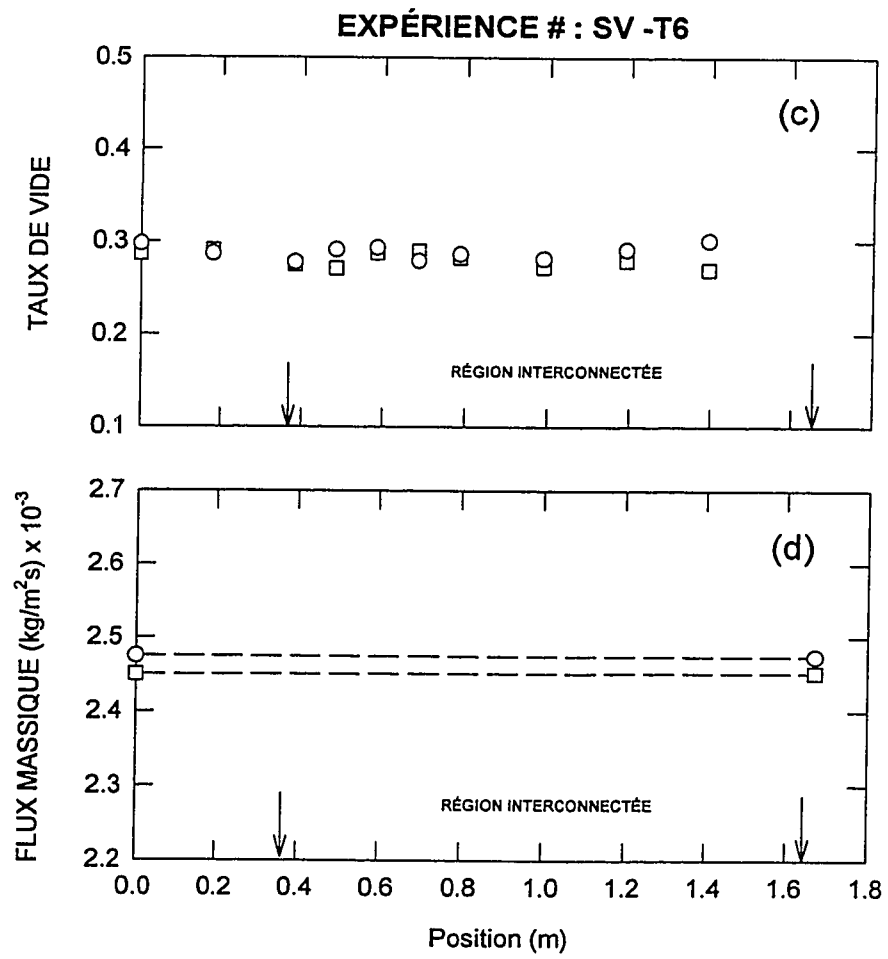 EXPÉRIENCE # : SV -T6
(c)
TAUX DE VIDE
0.5
0.4
0.3
0.2
0.1
RÉGION INTERCONNECTÉE
(d)
FLUX MASSIQUE (kg/m²s) x 10⁻³
2.7
2.6
2.5
2.4
2.3
2.2
RÉGION INTERCONNECTÉE
0.0 0.2 0.4 0.6 0.8 1.0 1.2 1.4 1.6 1.8
Position (m)